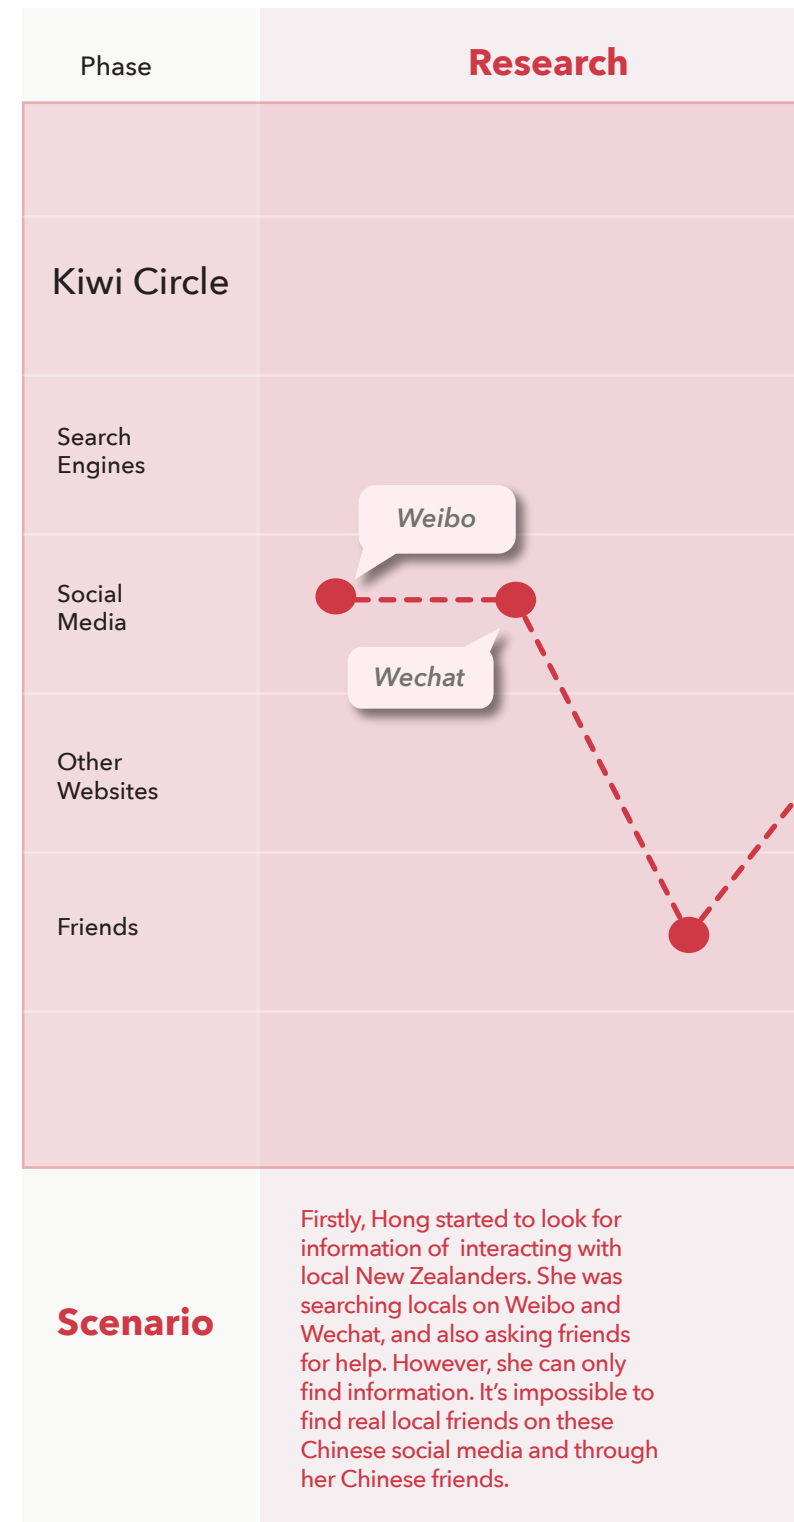 Phase
Research
Kiwi Circle
Search
Engines
Weibo
Social
Media
Wechat
Other
Websites
Friends
Scenario
Firstly, Hong started to look for
information of  interacting with
local New Zealanders. She was
searching locals on Weibo and
Wechat, and also asking friends
for help. However, she can only
find information. It’s impossible to
find real local friends on these
Chinese social media and through
her Chinese friends.